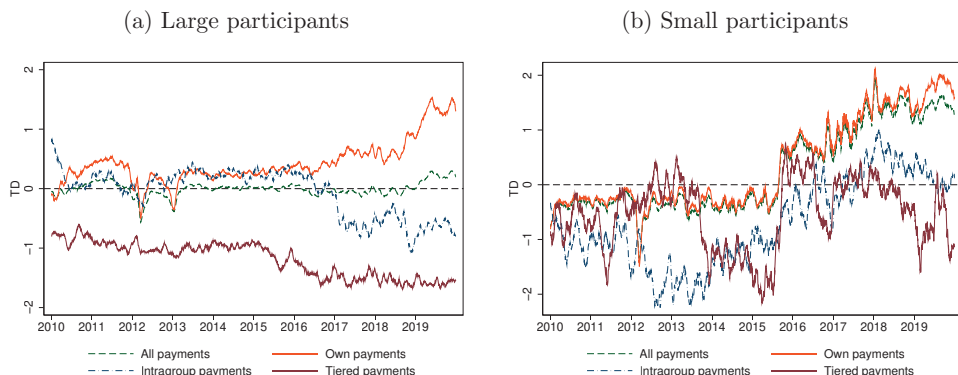 (a) Large participants
(b) Small participants
TD
2
1
0
−1
−2
2010 2011 2012 2013 2014 2015 2016 2017 2018 2019
All payments Own payments
Intragroup payments Tiered payments
TD
2
1
0
−1
−2
2010 2011 2012 2013 2014 2015 2016 2017 2018 2019
All payments Own payments
Intragroup payments Tiered payments